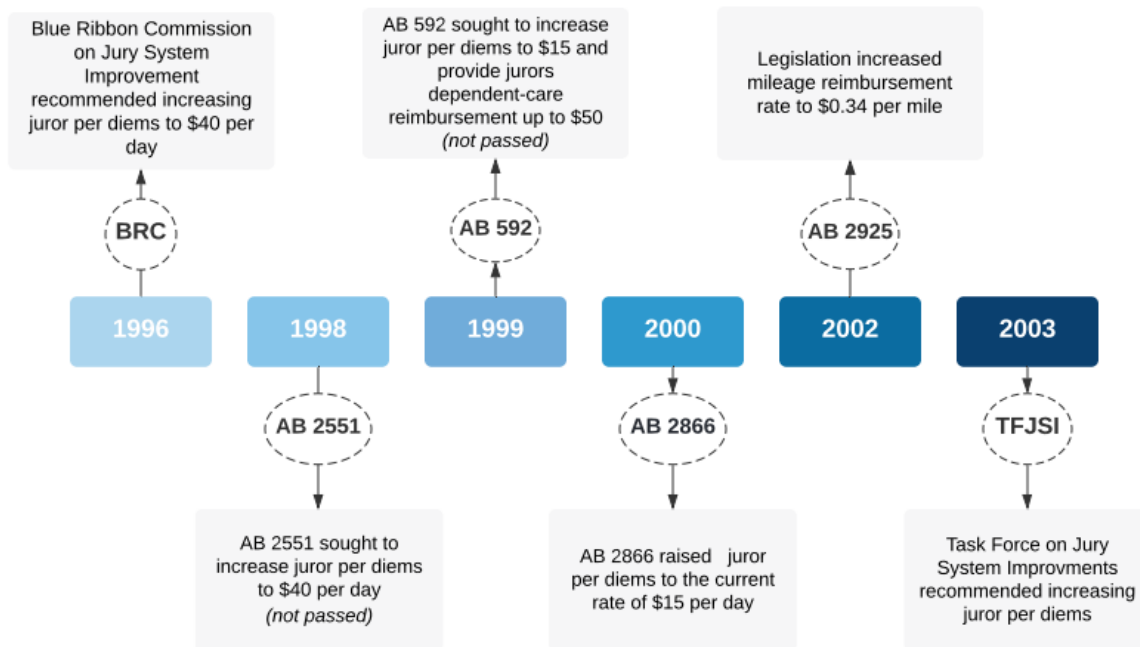 Blue Ribbon Commission
on Jury System
Improvement
recommended increasing
juror per diems to $40 per
day
AB 592 sought to increase
juror per diems to $15 and
provide jurors
dependent-care
reimbursement up to $50
(not passed)
Legislation increased
mileage reimbursement
rate to $0.34 per mile
BRC
AB 592
AB 2925
1996
1998
1999
2000
2002
2003
AB 2551
AB 2866
TFJSI
AB 2551 sought to
increase juror per diems
to $40 per day
(not passed)
AB 2866 raised juror
per diems to the current
rate of $15 per day
Task Force on Jury
System Improvments
recommended increasing
juror per diems